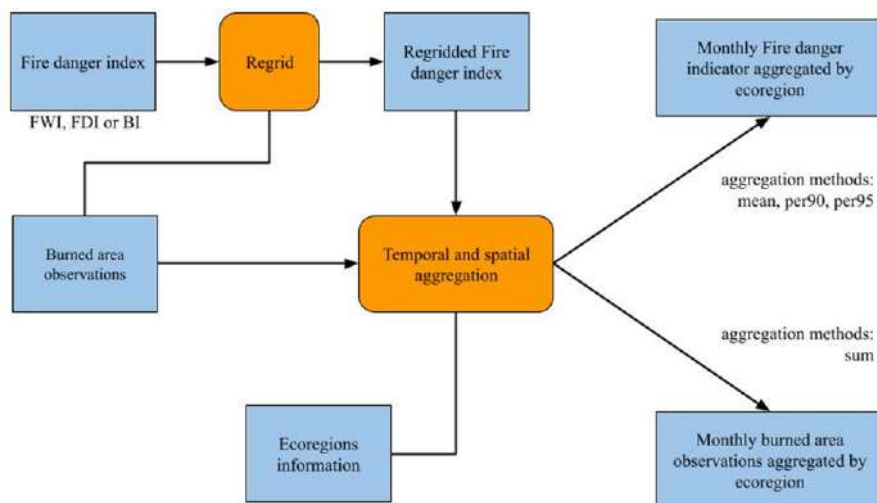 Fire danger index
Regrid
Regridded Fire
danger index
Monthly Fire danger
indicator aggregated by
ecoregion
FWI, FDI or BI
aggregation methods:
mean, per90, per95
Burned area
observations
Temporal and spatial
aggregation
aggregation methods:
sum
Ecoregions
information
Monthly burned area
observations aggregated by
ecoregion